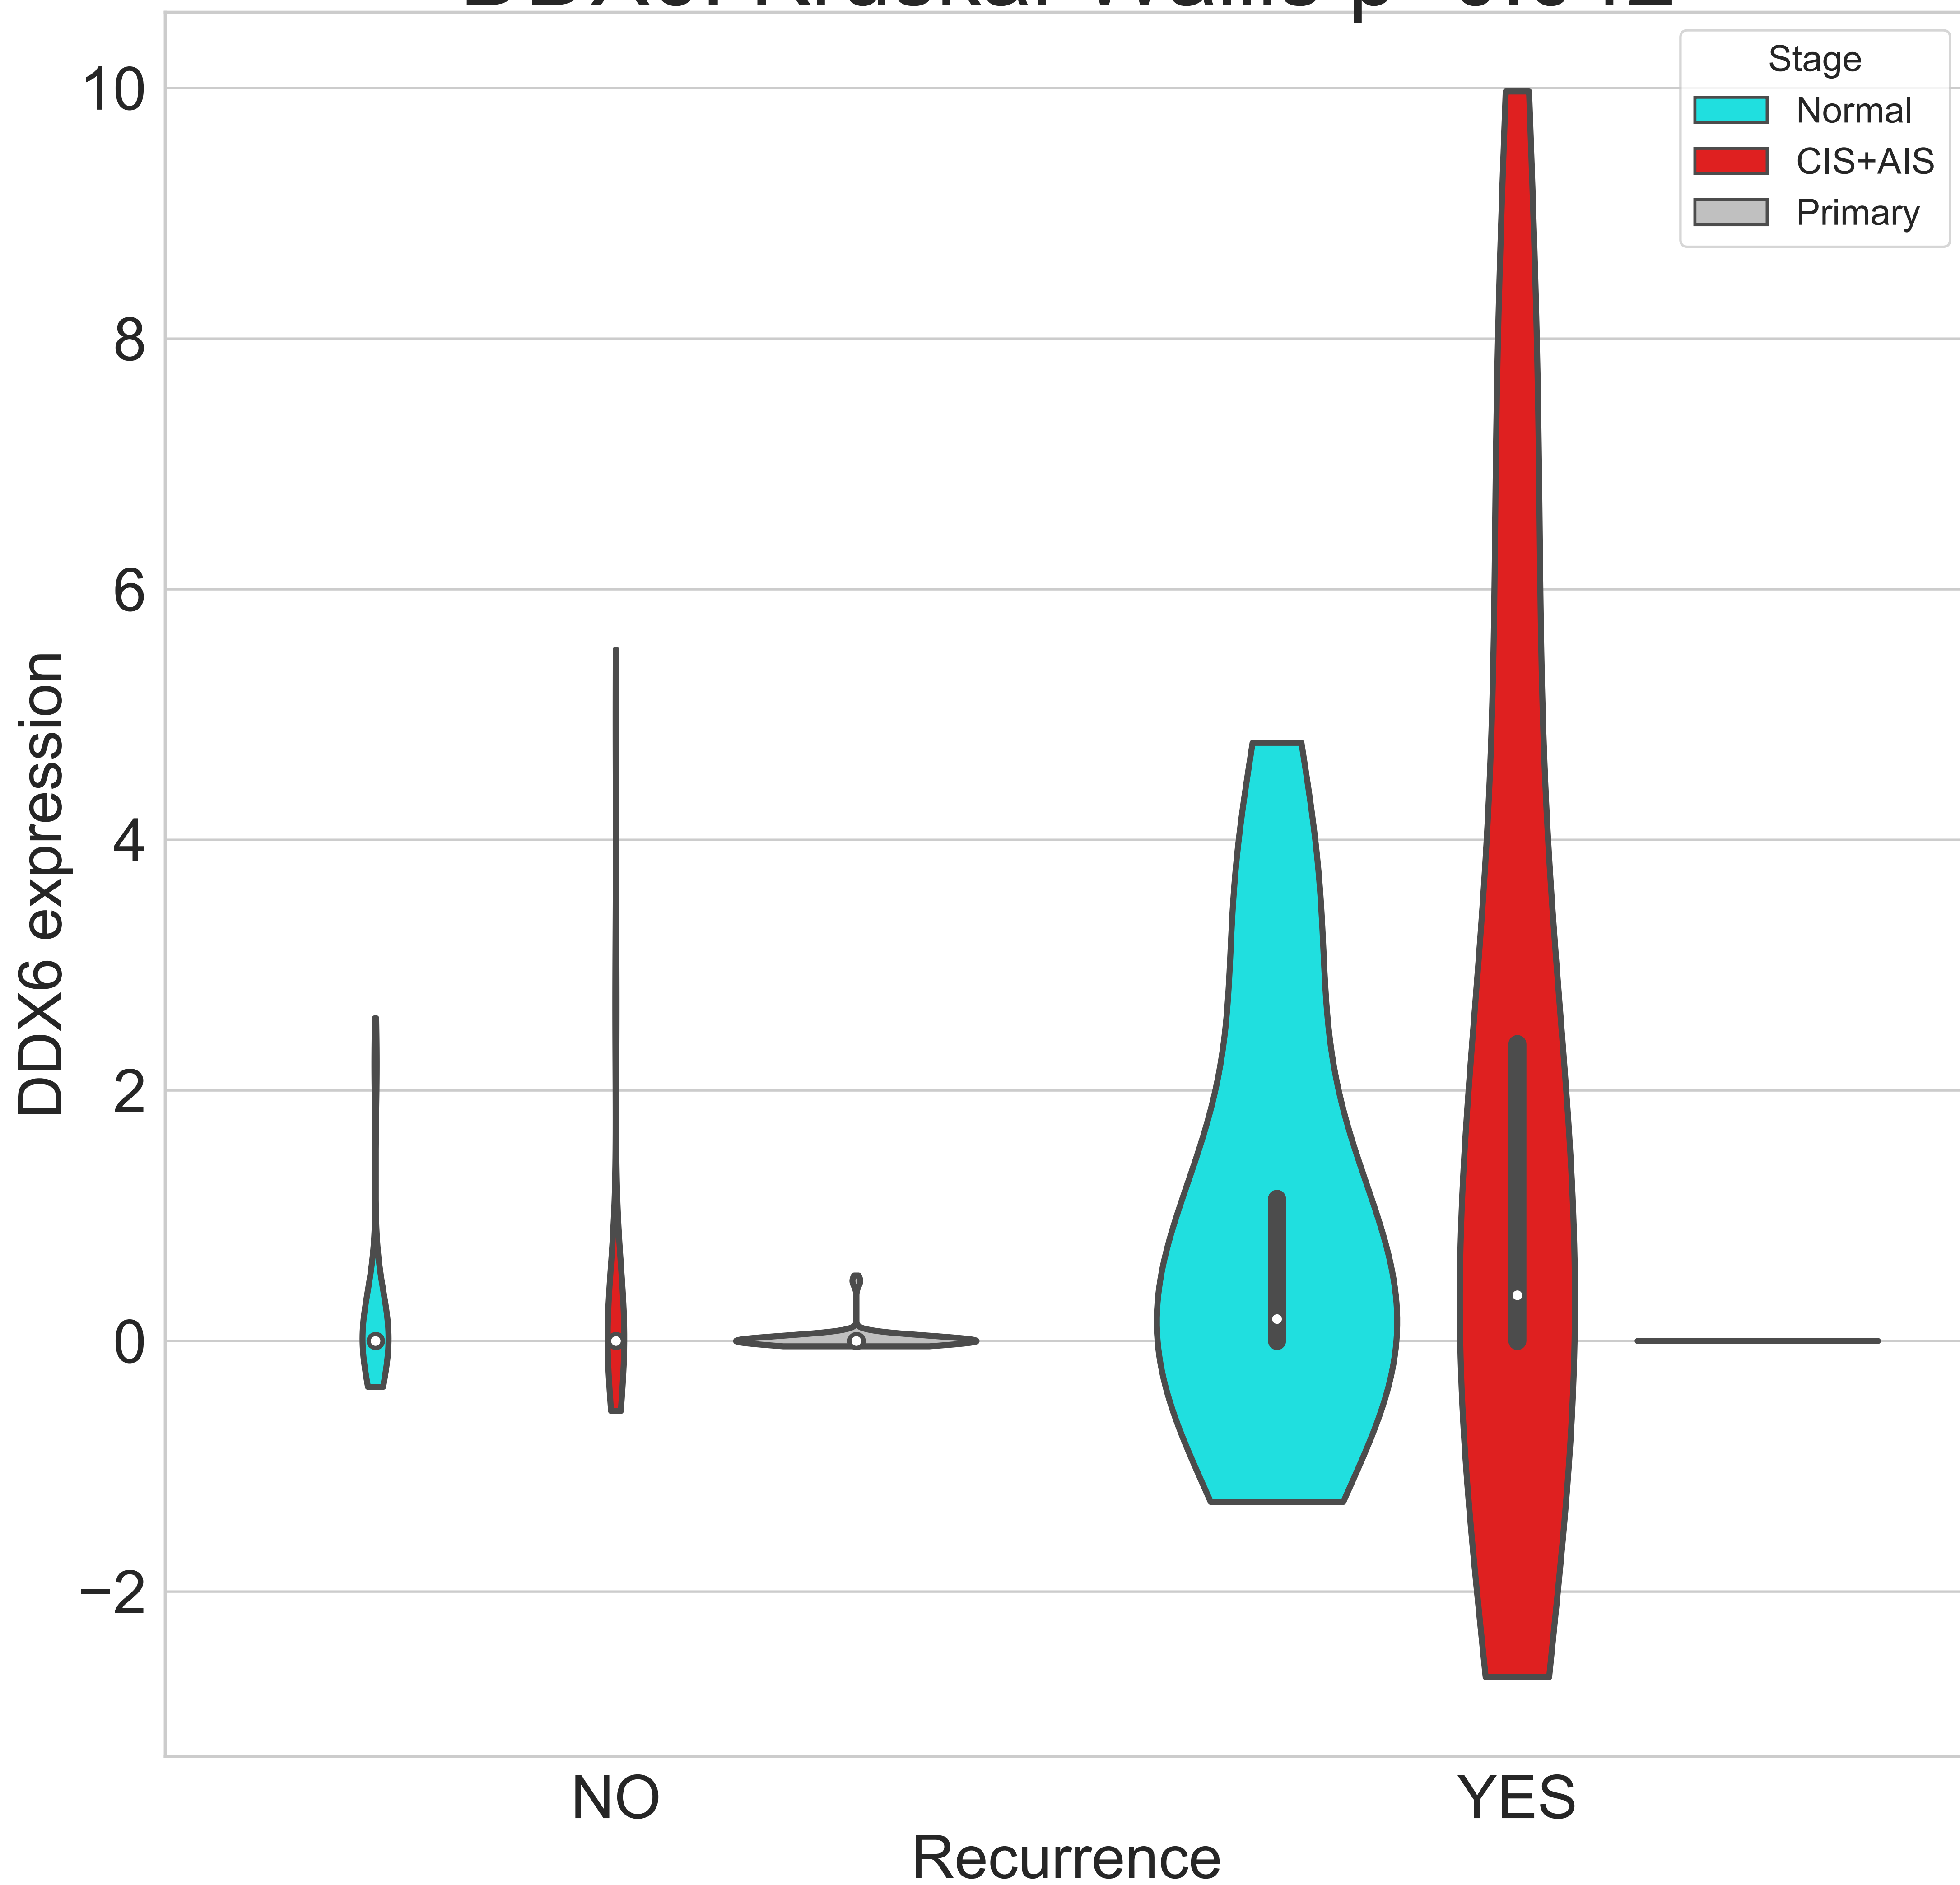 Stage
Normal
CIS+AIS
Primary
10
8
6
4
2
0
−2
DDX6 expression
NO
YES
Recurrence